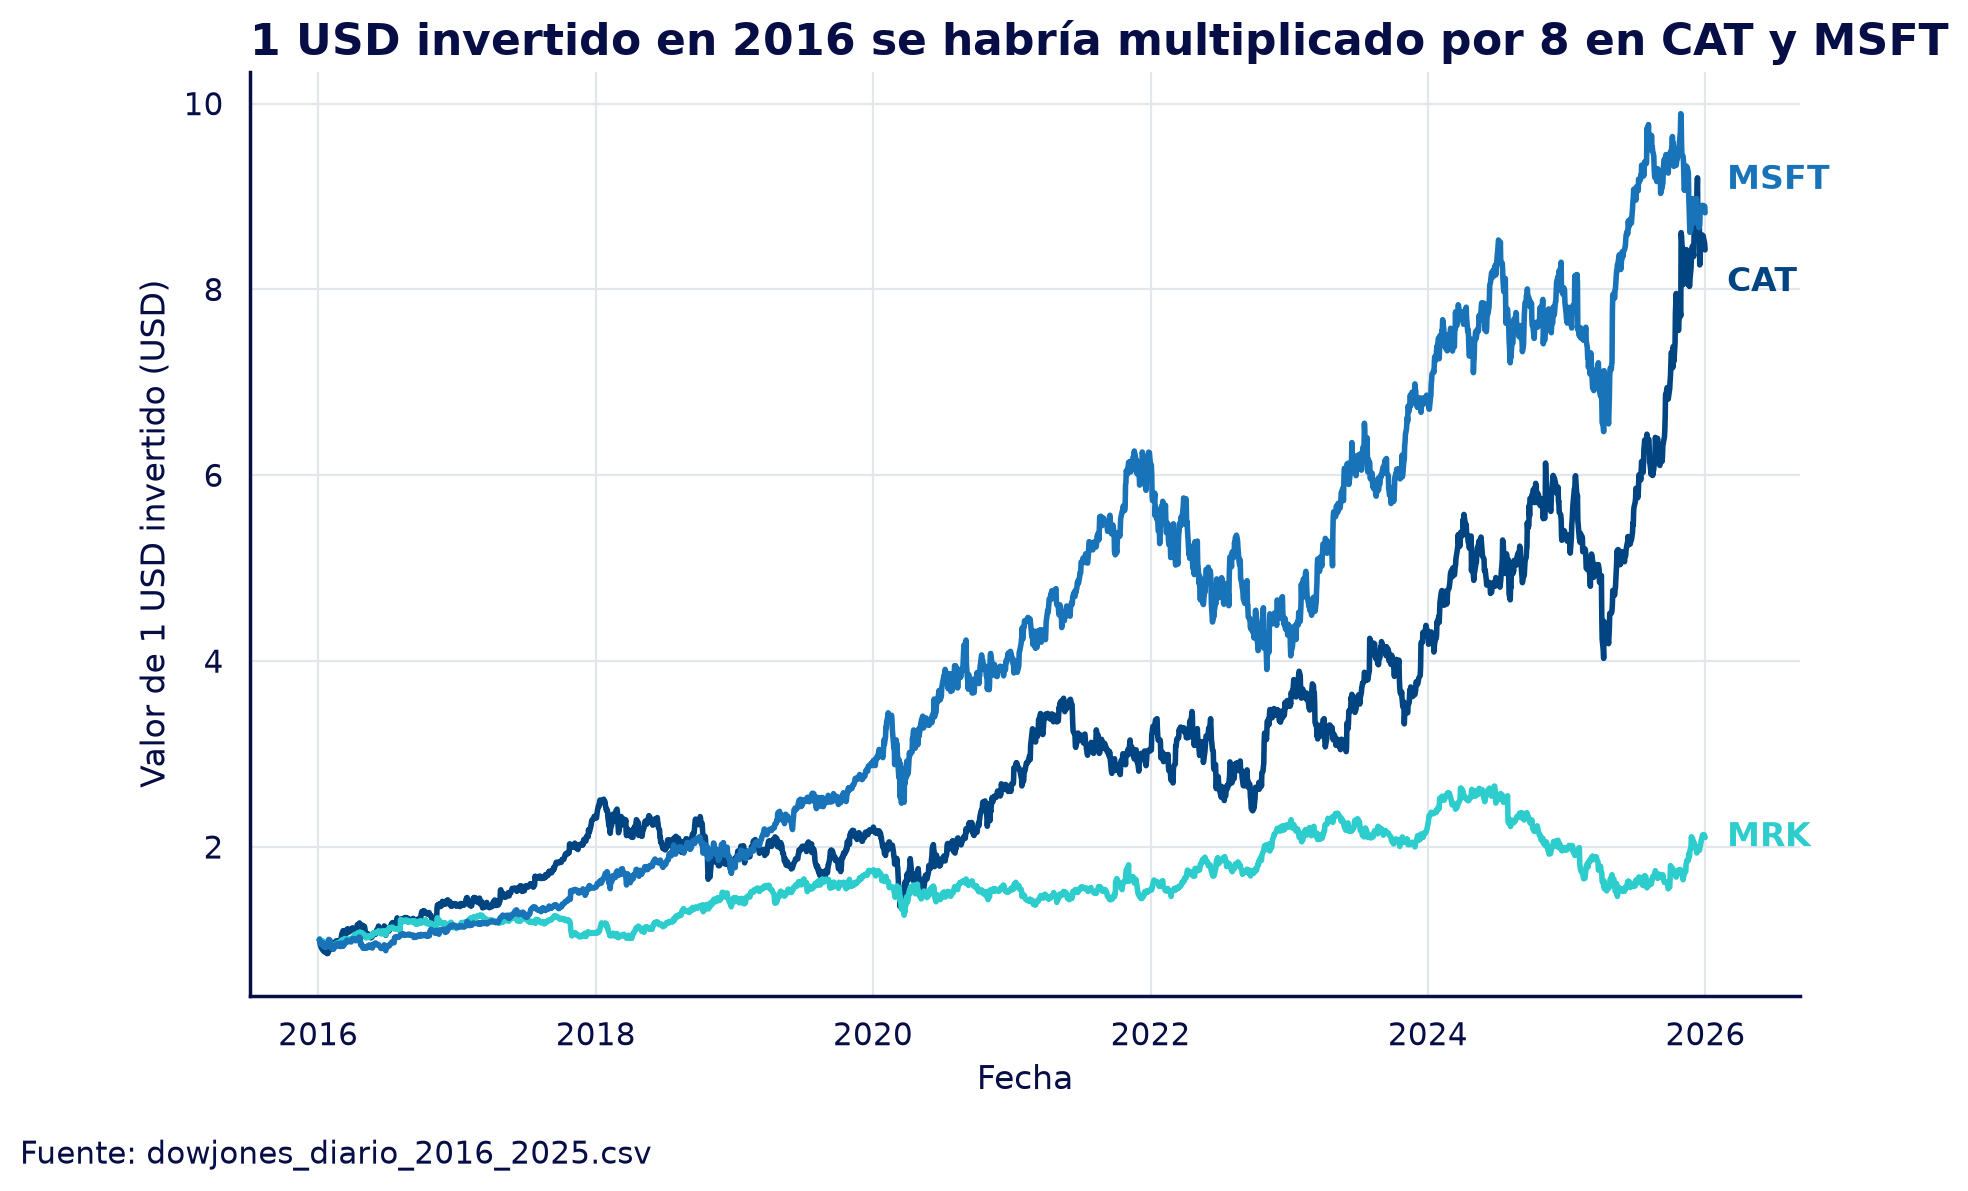 1 USD invertido en 2016 se habría multiplicado por 8 en CAT y MSFT
Valor de 1 USD invertido (USD)
10
8
6
4
2
MSFT
CAT
MRK
2016 2018 2020 2022 2024 2026
Fecha
Fuente: dowjones_diario_2016_2025.csv